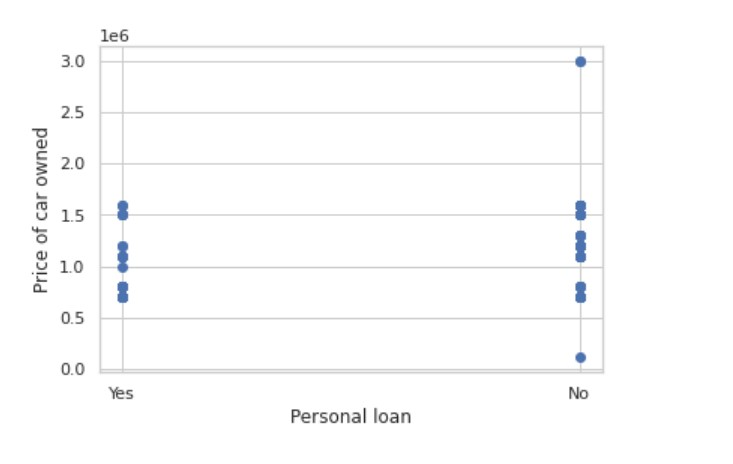 1e6
3.0
2.5
2.0
1.5
1.0
0.5
0.0
Price of car owned
Yes No
Personal loan